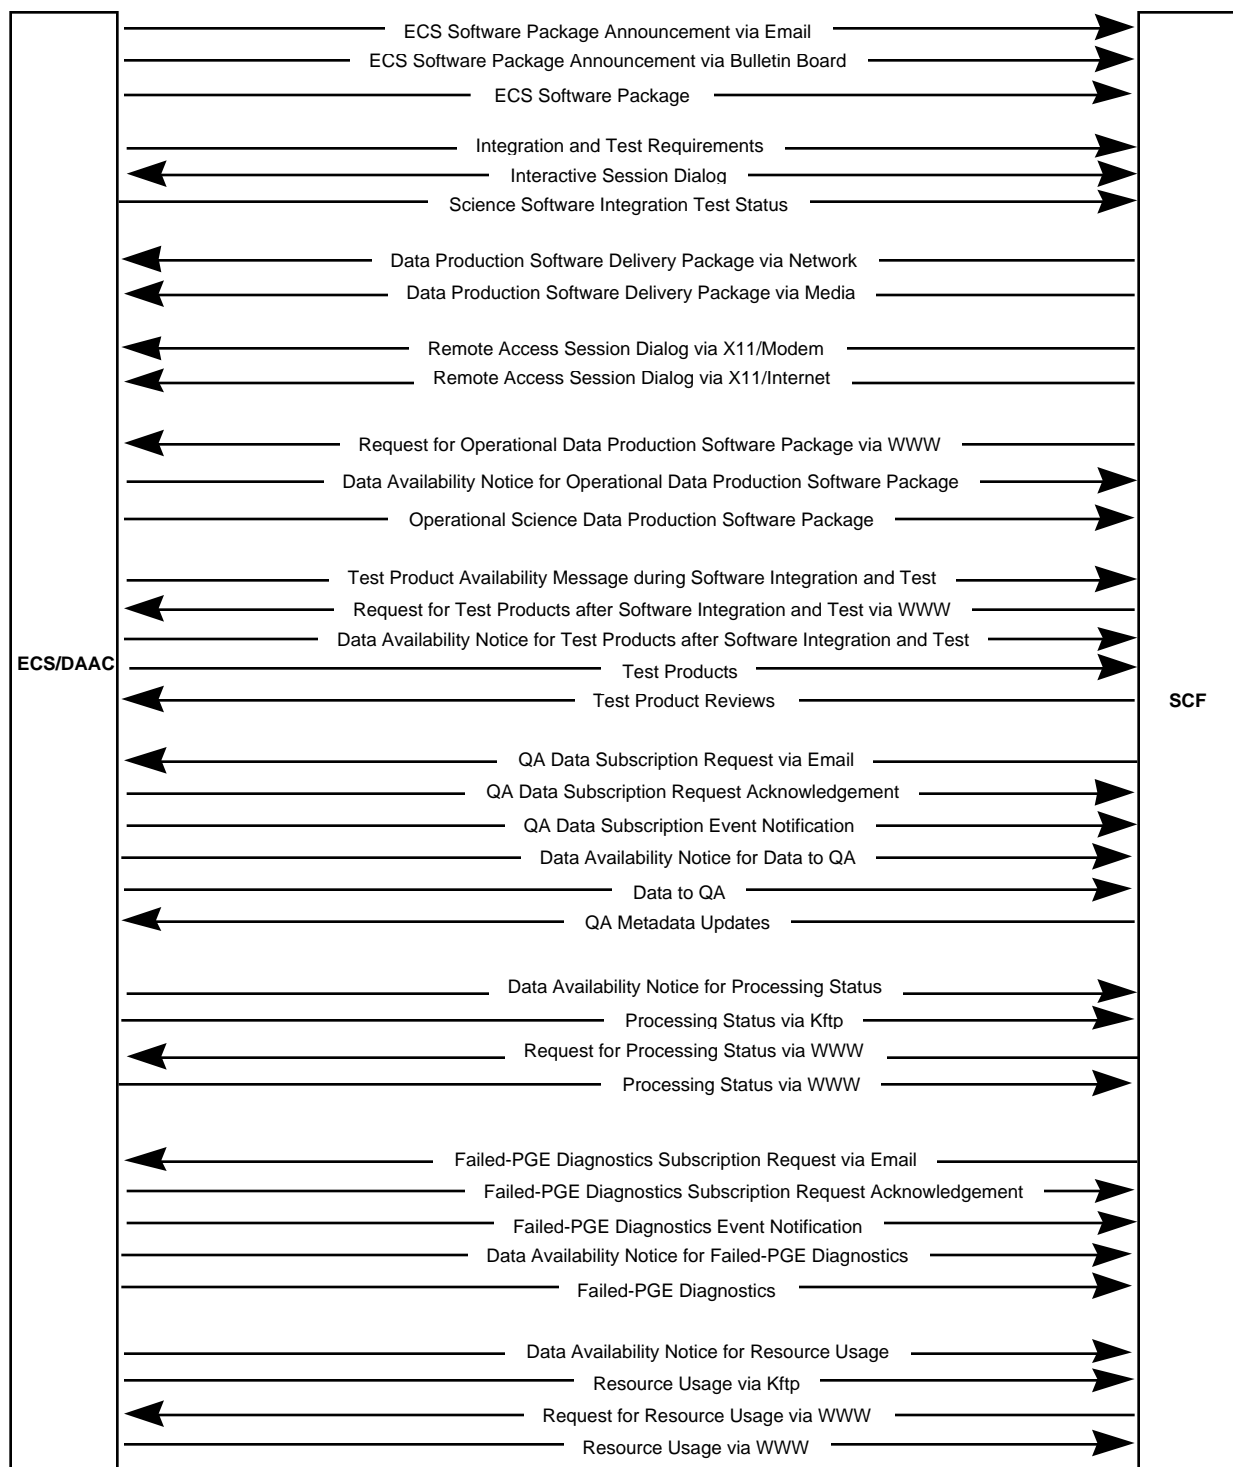 ECS Software Package Announcement via Email
ECS Software Package Announcement via Bulletin Board
ECS Software Package
Integration and Test Requirements
Interactive Session Dialog
Science Software Integration Test Status
Data Production Software Delivery Package via Network
Data Production Software Delivery Package via Media
Remote Access Session Dialog via X11/Modem
Remote Access Session Dialog via X11/Internet
Request for Operational Data Production Software Package via WWW
Data Availability Notice for Operational Data Production Software Package
Operational Science Data Production Software Package
Test Product Availability Message during Software Integration and Test
Request for Test Products after Software Integration and Test via WWW
Data Availability Notice for Test Products after Software Integration and Test
ECS/DAAC
Test Products
Test Product Reviews
SCF
QA Data Subscription Request via Email
QA Data Subscription Request Acknowledgement
QA Data Subscription Event Notification
Data Availability Notice for Data to QA
Data to QA
QA Metadata Updates
Data Availability Notice for Processing Status
Processing Status via Kftp
Request for Processing Status via WWW
Processing Status via WWW
Failed-PGE Diagnostics Subscription Request via Email
Failed-PGE Diagnostics Subscription Request Acknowledgement
Failed-PGE Diagnostics Event Notification
Data Availability Notice for Failed-PGE Diagnostics
Failed-PGE Diagnostics
Data Availability Notice for Resource Usage
Resource Usage via Kftp
Request for Resource Usage via WWW
Resource Usage via WWW